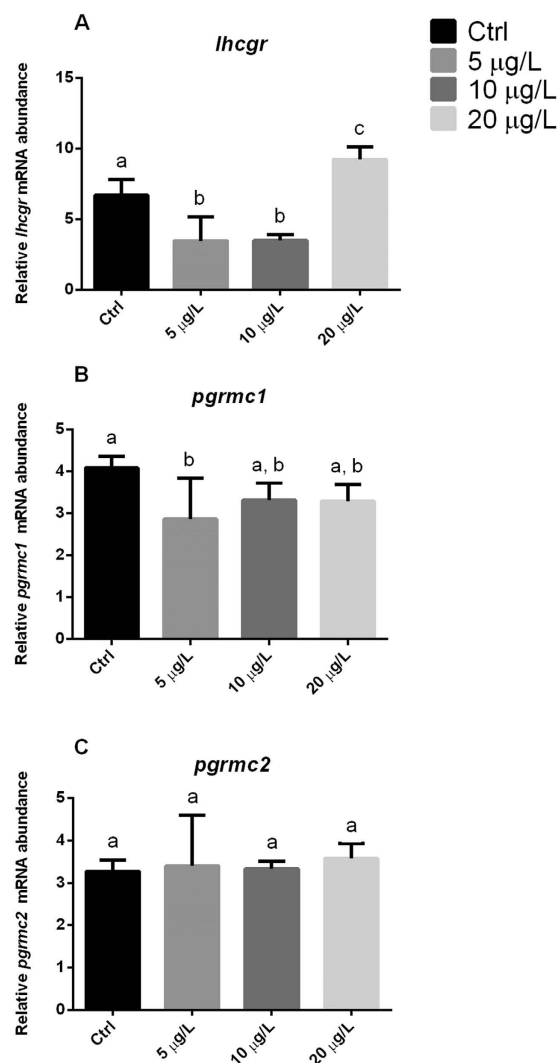 A
lhcgr
Ctrl
5 μg/L
10 μg/L
20 μg/L
Relative lhcgr mRNA abundance
15
10
5
0
a
b
b
c
Ctrl
5 μg/L
10 μg/L
20 μg/L
B
pgrmc1
Relative pgrmc1 mRNA abundance
5
4
3
2
1
0
a
b
a, b
a, b
Ctrl
5 μg/L
10 μg/L
20 μg/L
C
pgrmc2
Relative pgrmc2 mRNA abundance
5
4
3
2
1
0
a
a
a
a
Ctrl
5 μg/L
10 μg/L
20 μg/L